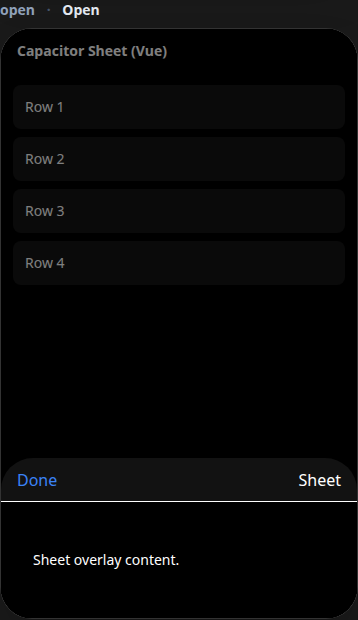 open · Open
Capacitor Sheet (Vue)
Row 1
Row 2
Row 3
Row 4
Done Sheet
Sheet overlay content.